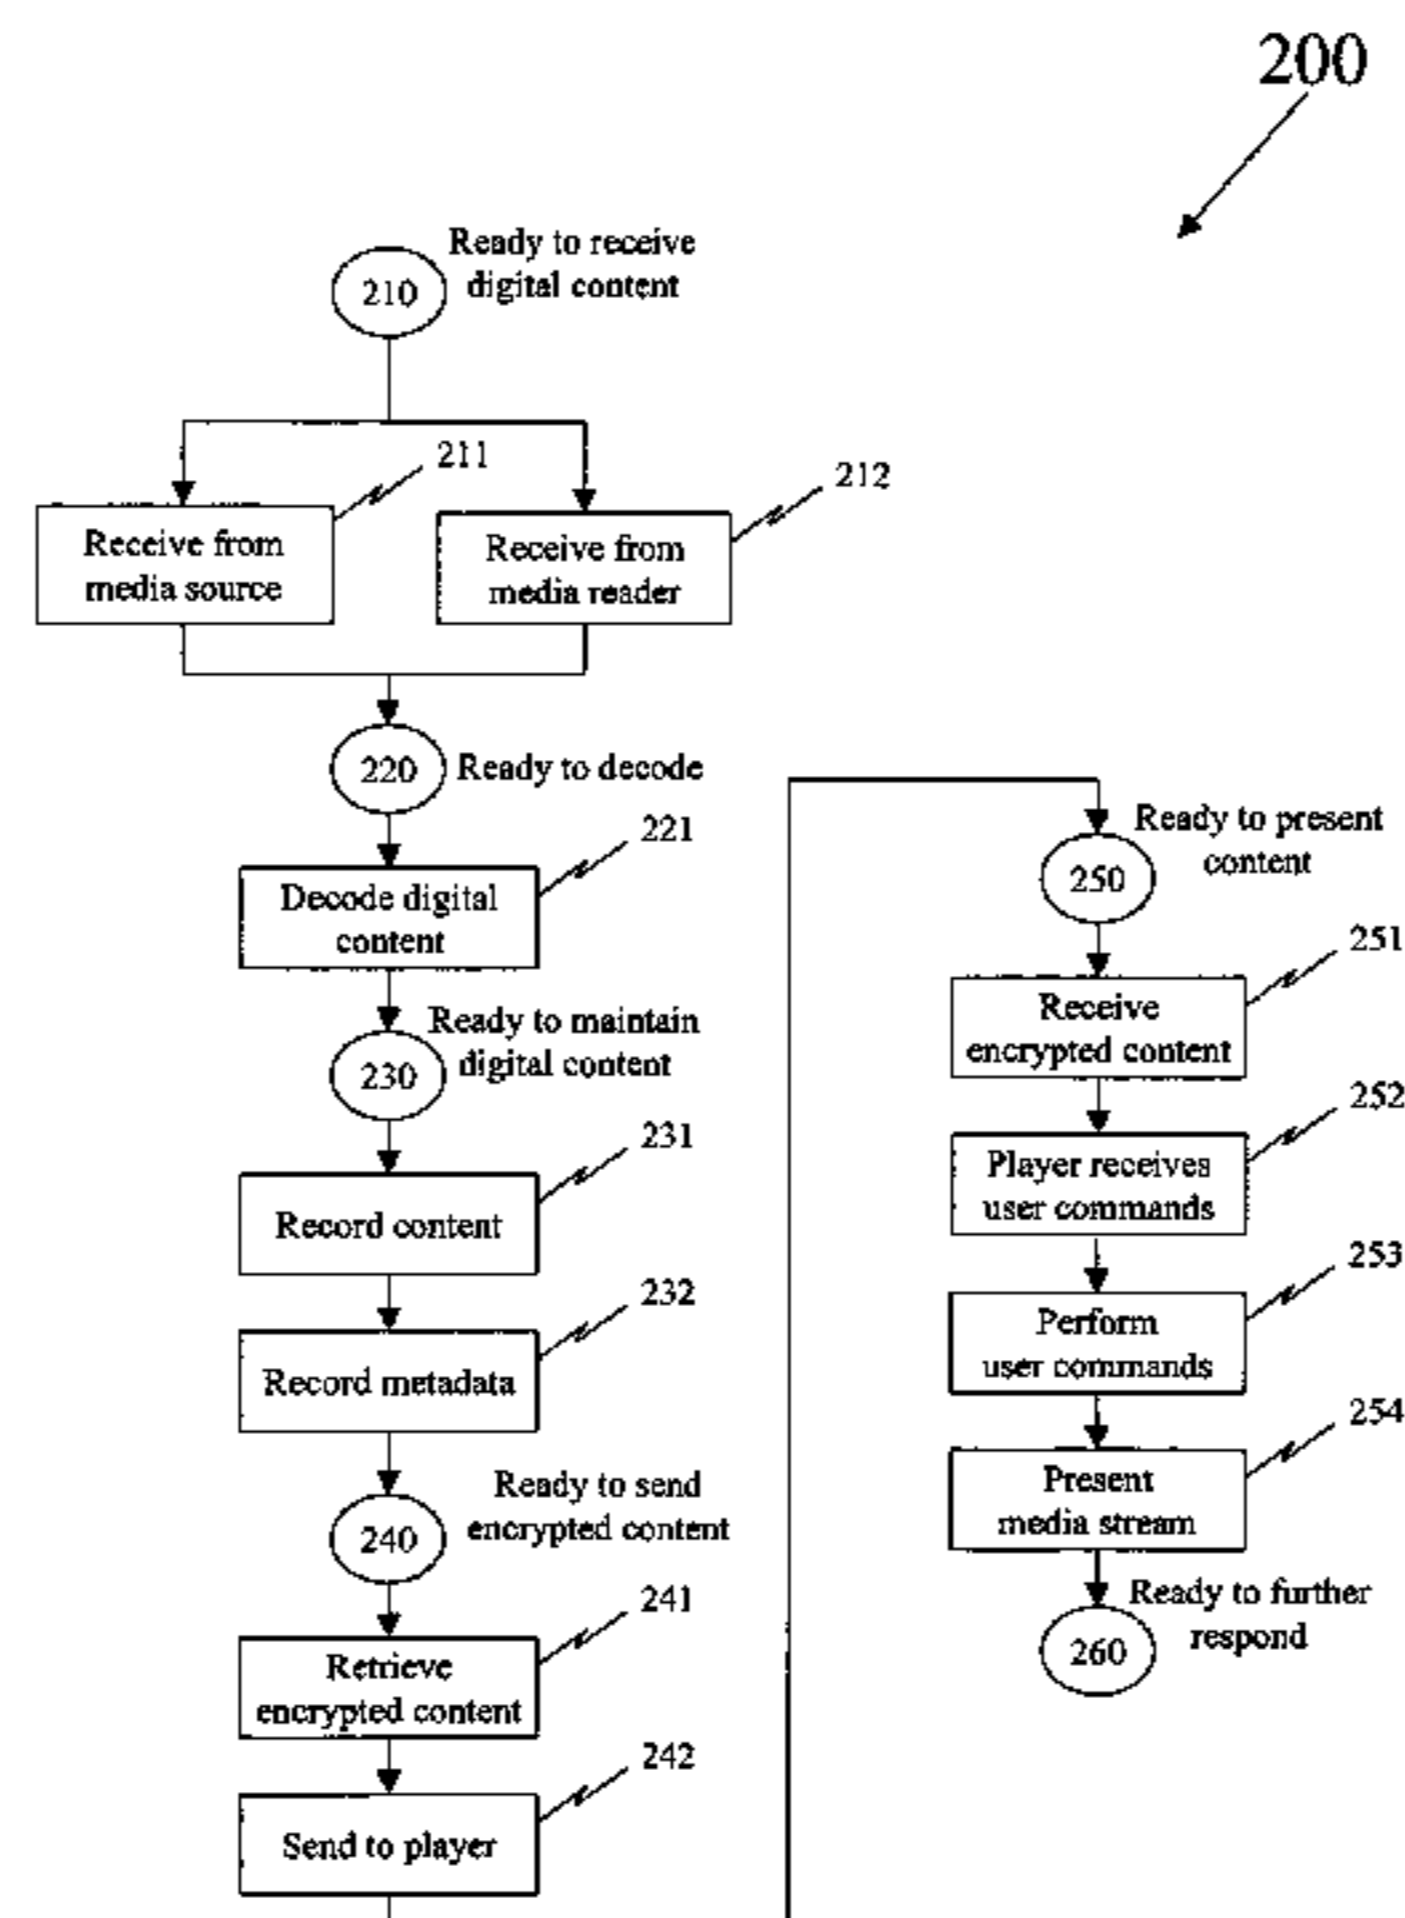 200
Ready to receive
digital content
210
211
212
Receive from
media source
Receive from
media reader
220
Ready to decode
221
Decode digital
content
Ready to maintain
digital content
230
231
Record content
232
Record metadata
Ready to send
encrypted content
240
241
Retrieve
encrypted content
242
Send to player
Ready to present
content
250
251
Receive
encrypted content
252
Player receives
user commands
253
Perform
user commands
254
Present
media stream
Ready to further
respond
260